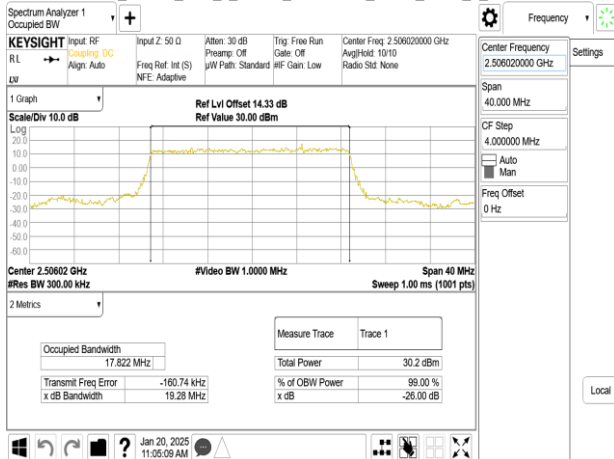 Spectrum Analyzer 1
Occupied BW
+
Frequency
KEYSIGHT
Input: RF
Coupling: DC
Align: Auto
Input Z: 50 Ω
Freq Ref: Int (S)
NFE: Adaptive
Atten: 30 dB
Preamp: Off
µW Path: Standard
Trig: Free Run
Gate: Off
#IF Gain: Low
Center Freq: 2.506020000 GHz
Avg|Hold: 10/10
Radio Std: None
RL
LXI
Center Frequency
2.506020000 GHz
Settings
Span
40.000 MHz
CF Step
4.000000 MHz
Auto
Man
Freq Offset
0 Hz
Local
1 Graph
Scale/Div 10.0 dB
Ref Lvl Offset 14.33 dB
Ref Value 30.00 dBm
Log
20.0
10.0
0.00
-10.0
-20.0
-30.0
-40.0
-50.0
-60.0
Center 2.50602 GHz
#Video BW 1.0000 MHz
Span 40 MHz
#Res BW 300.00 kHz
Sweep 1.00 ms (1001 pts)
2 Metrics
Measure Trace Trace 1
Occupied Bandwidth
17.822 MHz
Total Power 30.2 dBm
Transmit Freq Error -160.74 kHz
% of OBW Power 99.00 %
x dB Bandwidth 19.28 MHz
x dB -26.00 dB
?
Jan 20, 2025
11:05:09 AM